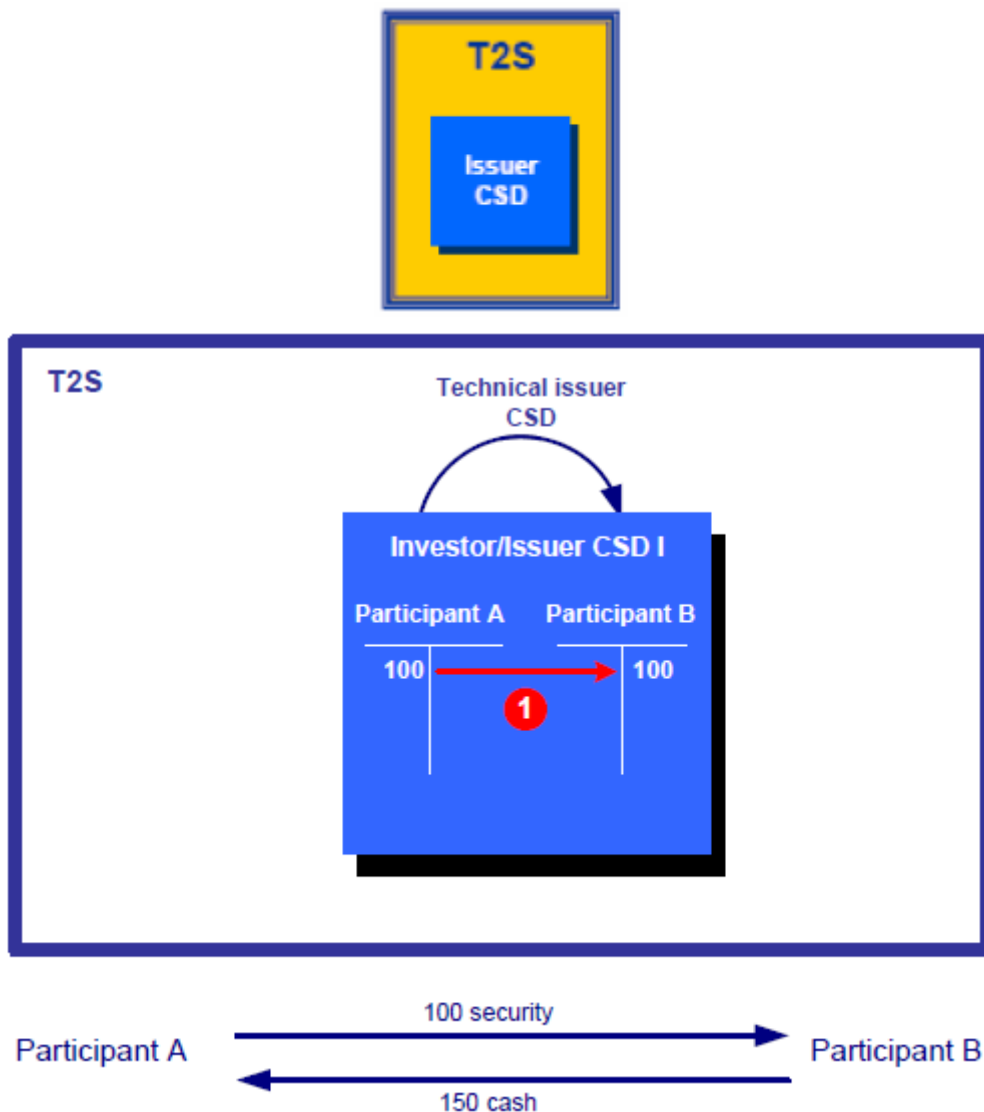 T2S
Issuer
CSD
T2S
Technical issuer
CSD
Investor/Issuer CSD I
Participant A Participant B
100 100
1
100 security
Participant A Participant B
150 cash